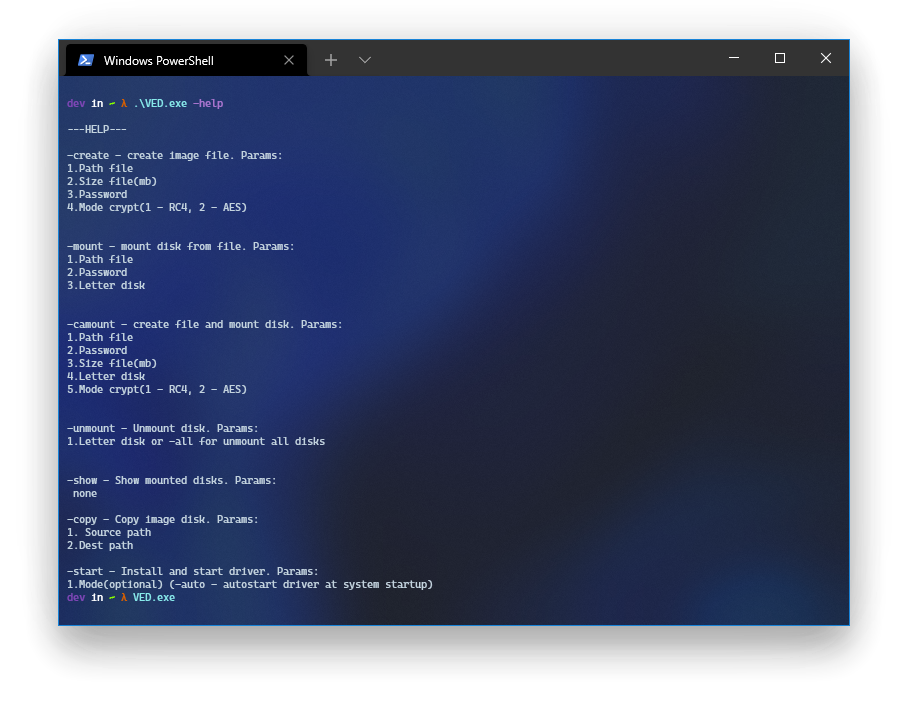 Windows PowerShell
dev in ~ λ .\VED.exe -help
---HELP---
-create - create image file. Params:
1.Path file
2.Size file(mb)
3.Password
4.Mode crypt(1 - RC4, 2 - AES)
-mount - mount disk from file. Params:
1.Path file
2.Password
3.Letter disk
-camount - create file and mount disk. Params:
1.Path file
2.Password
3.Size file(mb)
4.Letter disk
5.Mode crypt(1 - RC4, 2 - AES)
-unmount - Unmount disk. Params:
1.Letter disk or -all for unmount all disks
-show - Show mounted disks. Params:
none
-copy - Copy image disk. Params:
1. Source path
2.Dest path
-start - Install and start driver. Params:
1.Mode(optional) (-auto - autostart driver at system startup)
dev in ~ λ VED.exe